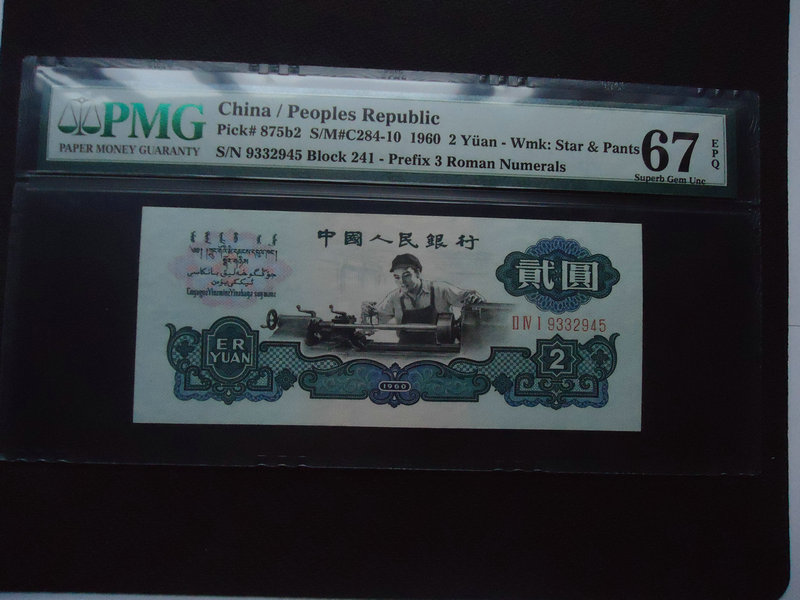 PMG
PAPER MONEY GUARANTY
China / Peoples Republic
Pick# 875b2 S/M#C284-10 1960 2 Yüan - Wmk: Star & Pants
S/N 9332945 Block 241 - Prefix 3 Roman Numerals
67
EPQ
Superb Gem Unc
中國人民銀行
貳圓
ⅡⅣⅠ 9332945
ER
YUAN
1960
2